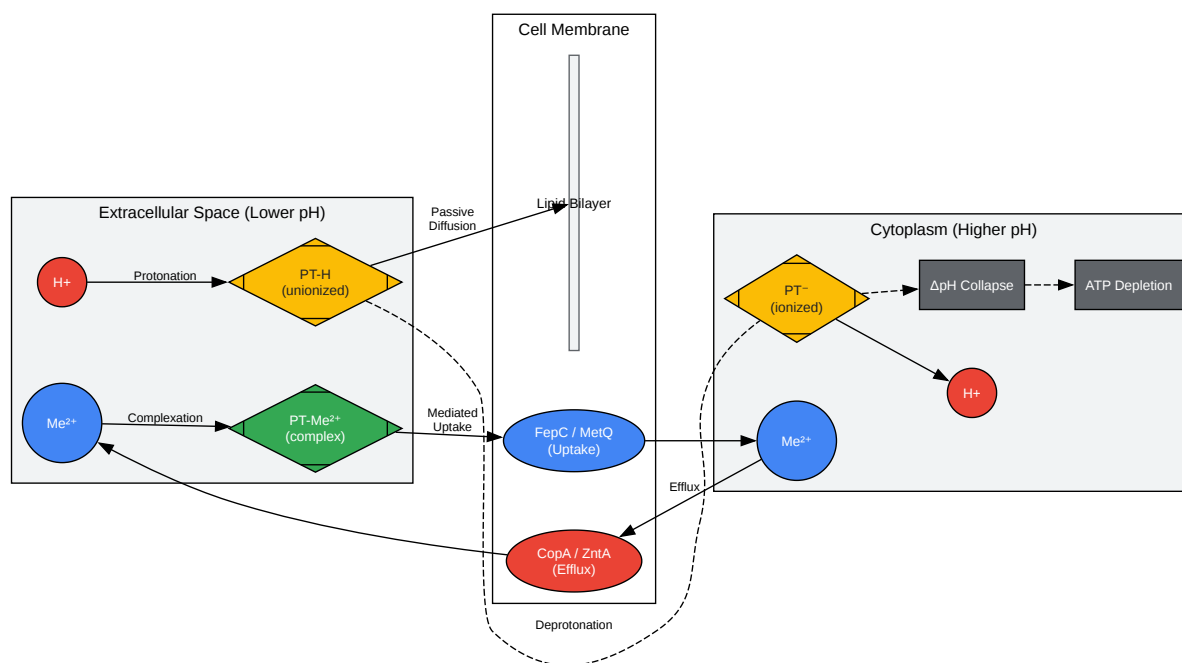 Cell Membrane
Lipid Bilayer
Extracellular Space (Lower pH)
Passive
Diffusion
Cytoplasm (Higher pH)
H+
Protonation
PT-H
(unionized)
PT⁻
(ionized)
ΔpH Collapse
ATP Depletion
H+
Me²⁺
Complexation
PT-Me²⁺
(complex)
Mediated
Uptake
FepC / MetQ
(Uptake)
Me²⁺
Efflux
CopA / ZntA
(Efflux)
Deprotonation